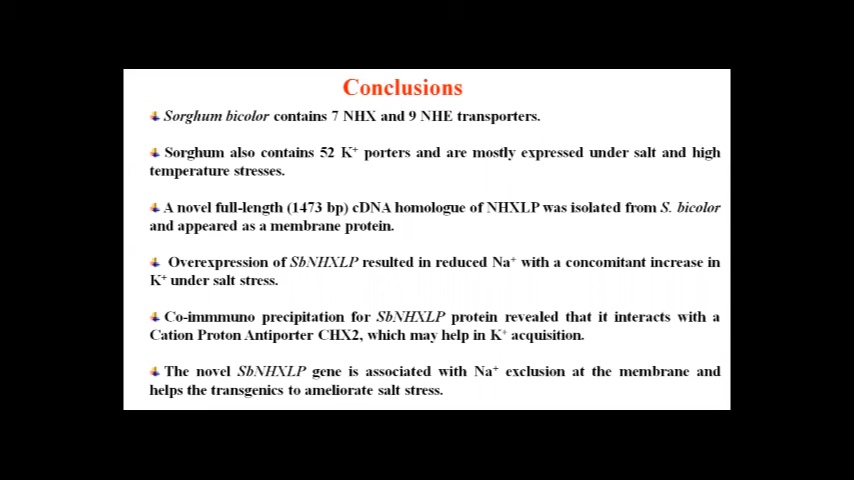 Conclusions
Sorghum bicolor contains 7 NHX and 9 NHE transporters.
Sorghum also contains 52 K⁺ porters and are mostly expressed under salt and high
temperature stresses.
A novel full-length (1473 bp) cDNA homologue of NHXLP was isolated from S. bicolor
and appeared as a membrane protein.
Overexpression of SbNHXLP resulted in reduced Na⁺ with a concomitant increase in
K⁺ under salt stress.
Co-immmuno precipitation for SbNHXLP protein revealed that it interacts with a
Cation Proton Antiporter CHX2, which may help in K⁺ acquisition.
The novel SbNHXLP gene is associated with Na⁺ exclusion at the membrane and
helps the transgenics to ameliorate salt stress.